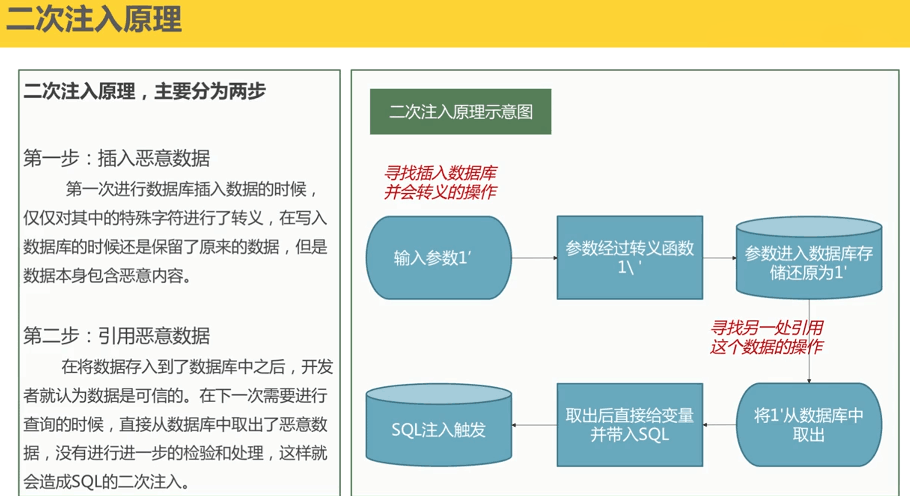 二次注入原理
二次注入原理，主要分为两步
第一步：插入恶意数据
第一次进行数据库插入数据的时候，
仅仅对其中的特殊字符进行了转义，在写入
数据库的时候还是保留了原来的数据，但是
数据本身包含恶意内容。
第二步：引用恶意数据
在将数据存入到了数据库中之后，开发
者就认为数据是可信的。在下一次需要进行
查询的时候，直接从数据库中取出了恶意数
据，没有进行进一步的检验和处理，这样就
会造成SQL的二次注入。
二次注入原理示意图
寻找插入数据库
并会转义的操作
输入参数1'
参数经过转义函数
1\ '
参数进入数据库存
储还原为1'
寻找另一处引用
这个数据的操作
将1'从数据库中
取出
取出后直接给变量
并带入SQL
SQL注入触发